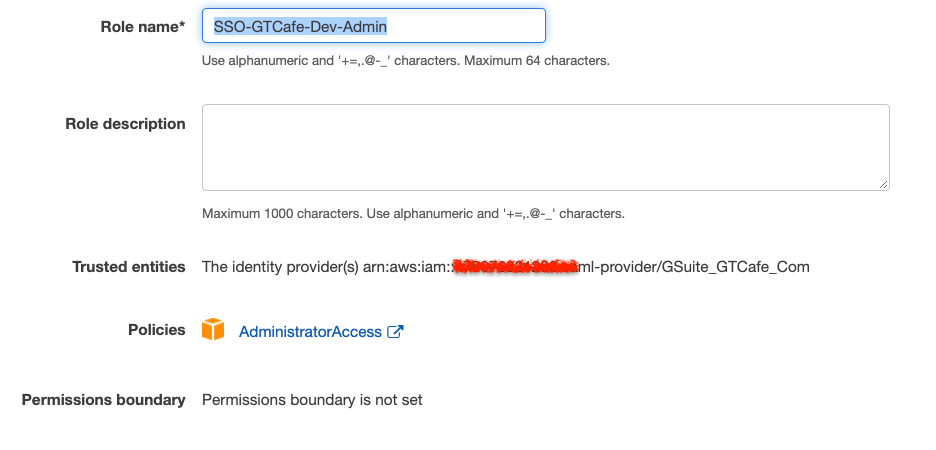 Role name* SSO-GTCafe-Dev-Admin
Use alphanumeric and '+=,.@-_' characters. Maximum 64 characters.
Role description
Maximum 1000 characters. Use alphanumeric and '+=,.@-_' characters.
Trusted entities The identity provider(s) arn:aws:iam: ml-provider/GSuite_GTCafe_Com
Policies AdministratorAccess
Permissions boundary Permissions boundary is not set